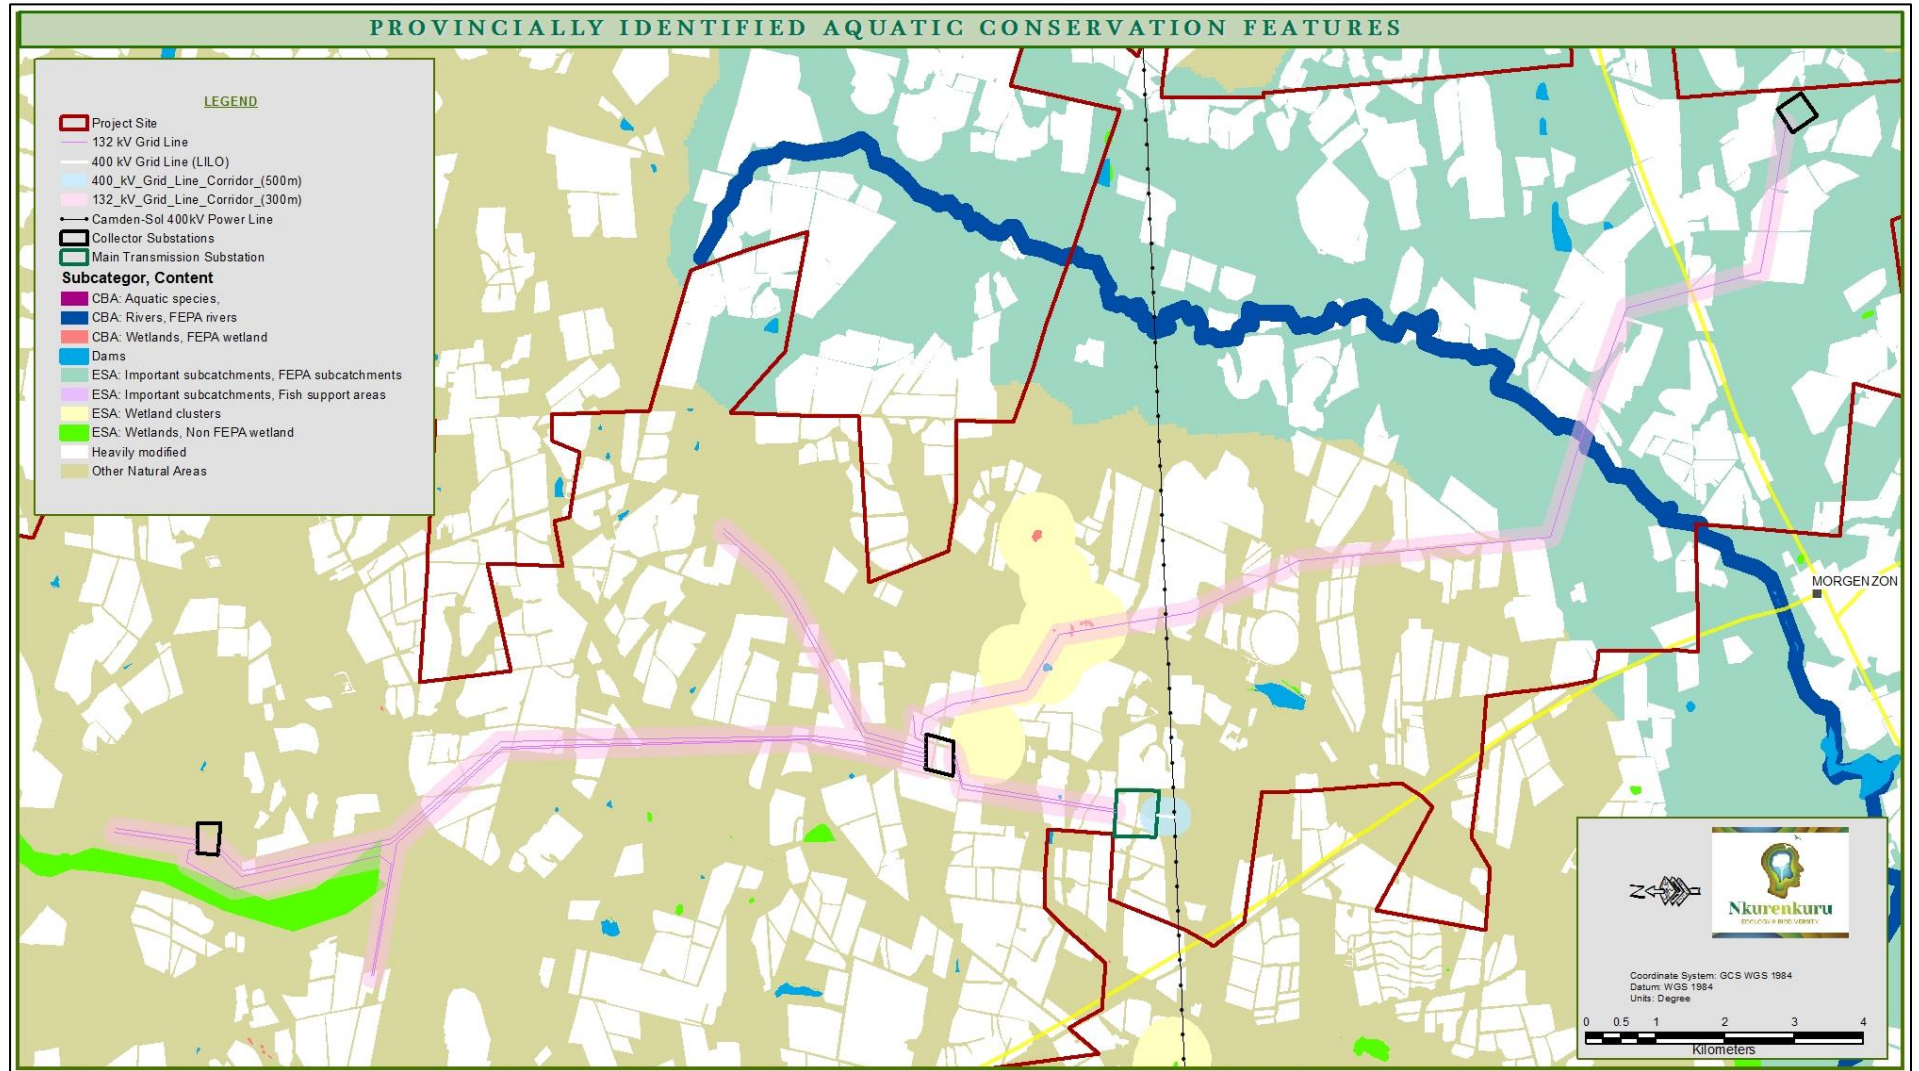 PROVINCIALLY IDENTIFIED AQUATIC CONSERVATION FEATURES
LEGEND
Project Site
132 kV Grid Line
400 kV Grid Line (LILO)
400_kV_Grid_Line_Corridor_(500m)
132_kV_Grid_Line_Corridor_(300m)
Camden-Sol 400kV Power Line
Collector Substations
Main Transmission Substation
Subcategor, Content
CBA: Aquatic species,
CBA: Rivers, FEPA rivers
CBA: Wetlands, FEPA wetland
Dams
ESA: Important subcatchments, FEPA subcatchments
ESA: Important subcatchments, Fish support areas
ESA: Wetland clusters
ESA: Wetlands, Non FEPA wetland
Heavily modified
Other Natural Areas
MORGENZON
N
Nkurenkuru
ECOLOGY & BIODIVERSITY
Coordinate System: GCS WGS 1984
Datum: WGS 1984
Units: Degree
0 0.5 1 2 3 4
Kilometers